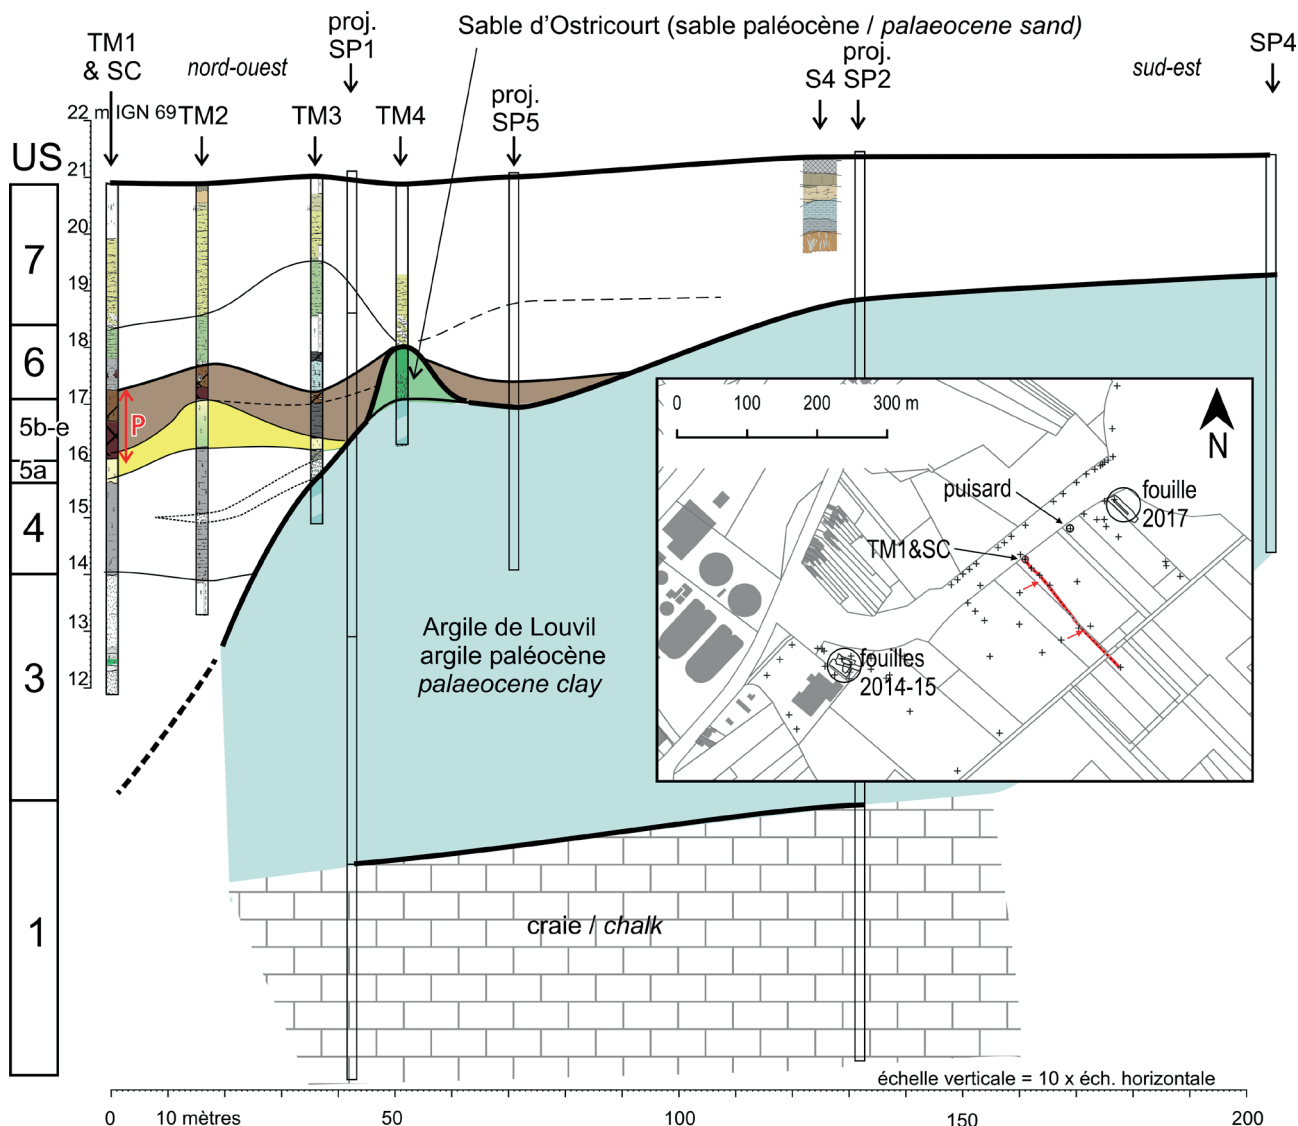 Sable d'Ostricourt (sable paléocène / palaeocene sand)
TM1
& SC
nord-ouest
proj.
SP1
proj.
SP2
S4
sud-est
SP4
22 m IGN 69
TM2
TM3
TM4
proj.
SP5
US
21
20
19
18
17
16
15
14
13
12
7
6
5b-e
5a
4
3
1
P
Argile de Louvil
argile paléocène
palaeocene clay
craie / chalk
0 100 200 300 m
N
puisard
fouille
2017
TM1&SC
fouilles
2014-15
échelle verticale = 10 x éch. horizontale
0 10 mètres 50 100 150 200